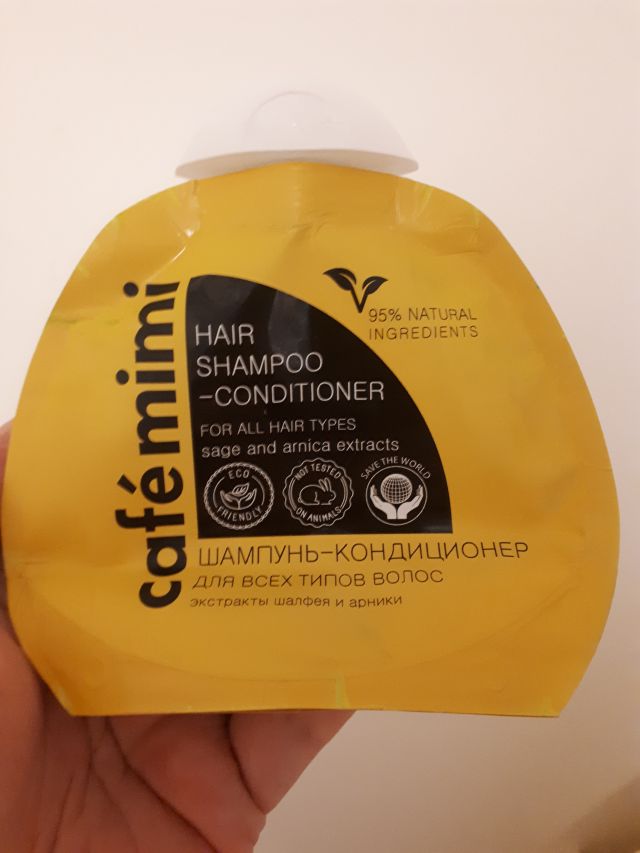 café mimi
95% NATURAL
INGREDIENTS
HAIR
SHAMPOO
-CONDITIONER
FOR ALL HAIR TYPES
sage and arnica extracts
ECO
FRIENDLY
NOT TESTED
ON ANIMALS
SAVE THE WORLD
ШАМПУНЬ-КОНДИЦИОНЕР
ДЛЯ ВСЕХ ТИПОВ ВОЛОС
экстракты шалфея и арники